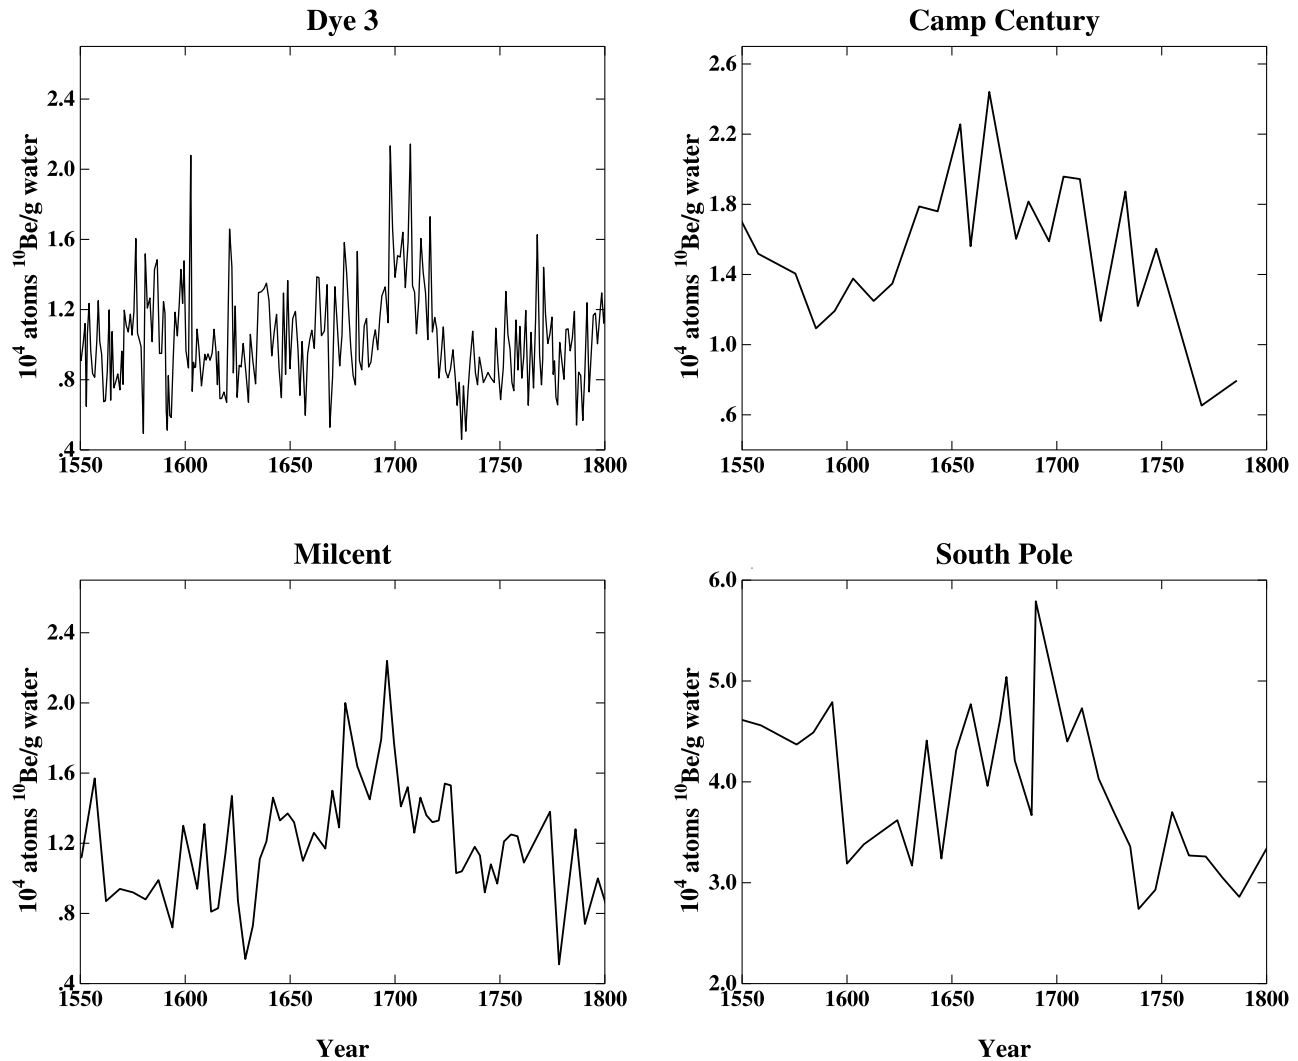 Dye 3
10⁴ atoms ¹⁰Be/g water
2.4
2.0
1.6
1.2
.8
.4
1550 1600 1650 1700 1750 1800
Camp Century
10⁴ atoms ¹⁰Be/g water
2.6
2.2
1.8
1.4
1.0
.6
1550 1600 1650 1700 1750 1800
Milcent
10⁴ atoms ¹⁰Be/g water
2.4
2.0
1.6
1.2
.8
.4
1550 1600 1650 1700 1750 1800
Year
South Pole
10⁴ atoms ¹⁰Be/g water
6.0
5.0
4.0
3.0
2.0
1550 1600 1650 1700 1750 1800
Year